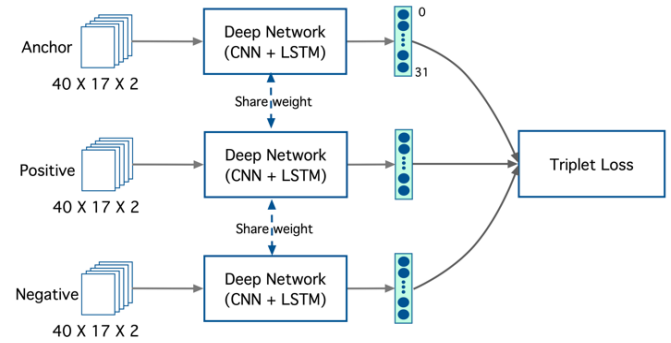 0
Anchor
Deep Network
(CNN + LSTM)
31
40 X 17 X 2
Share weight
Positive
Deep Network
(CNN + LSTM)
Triplet Loss
40 X 17 X 2
Share weight
Negative
Deep Network
(CNN + LSTM)
40 X 17 X 2